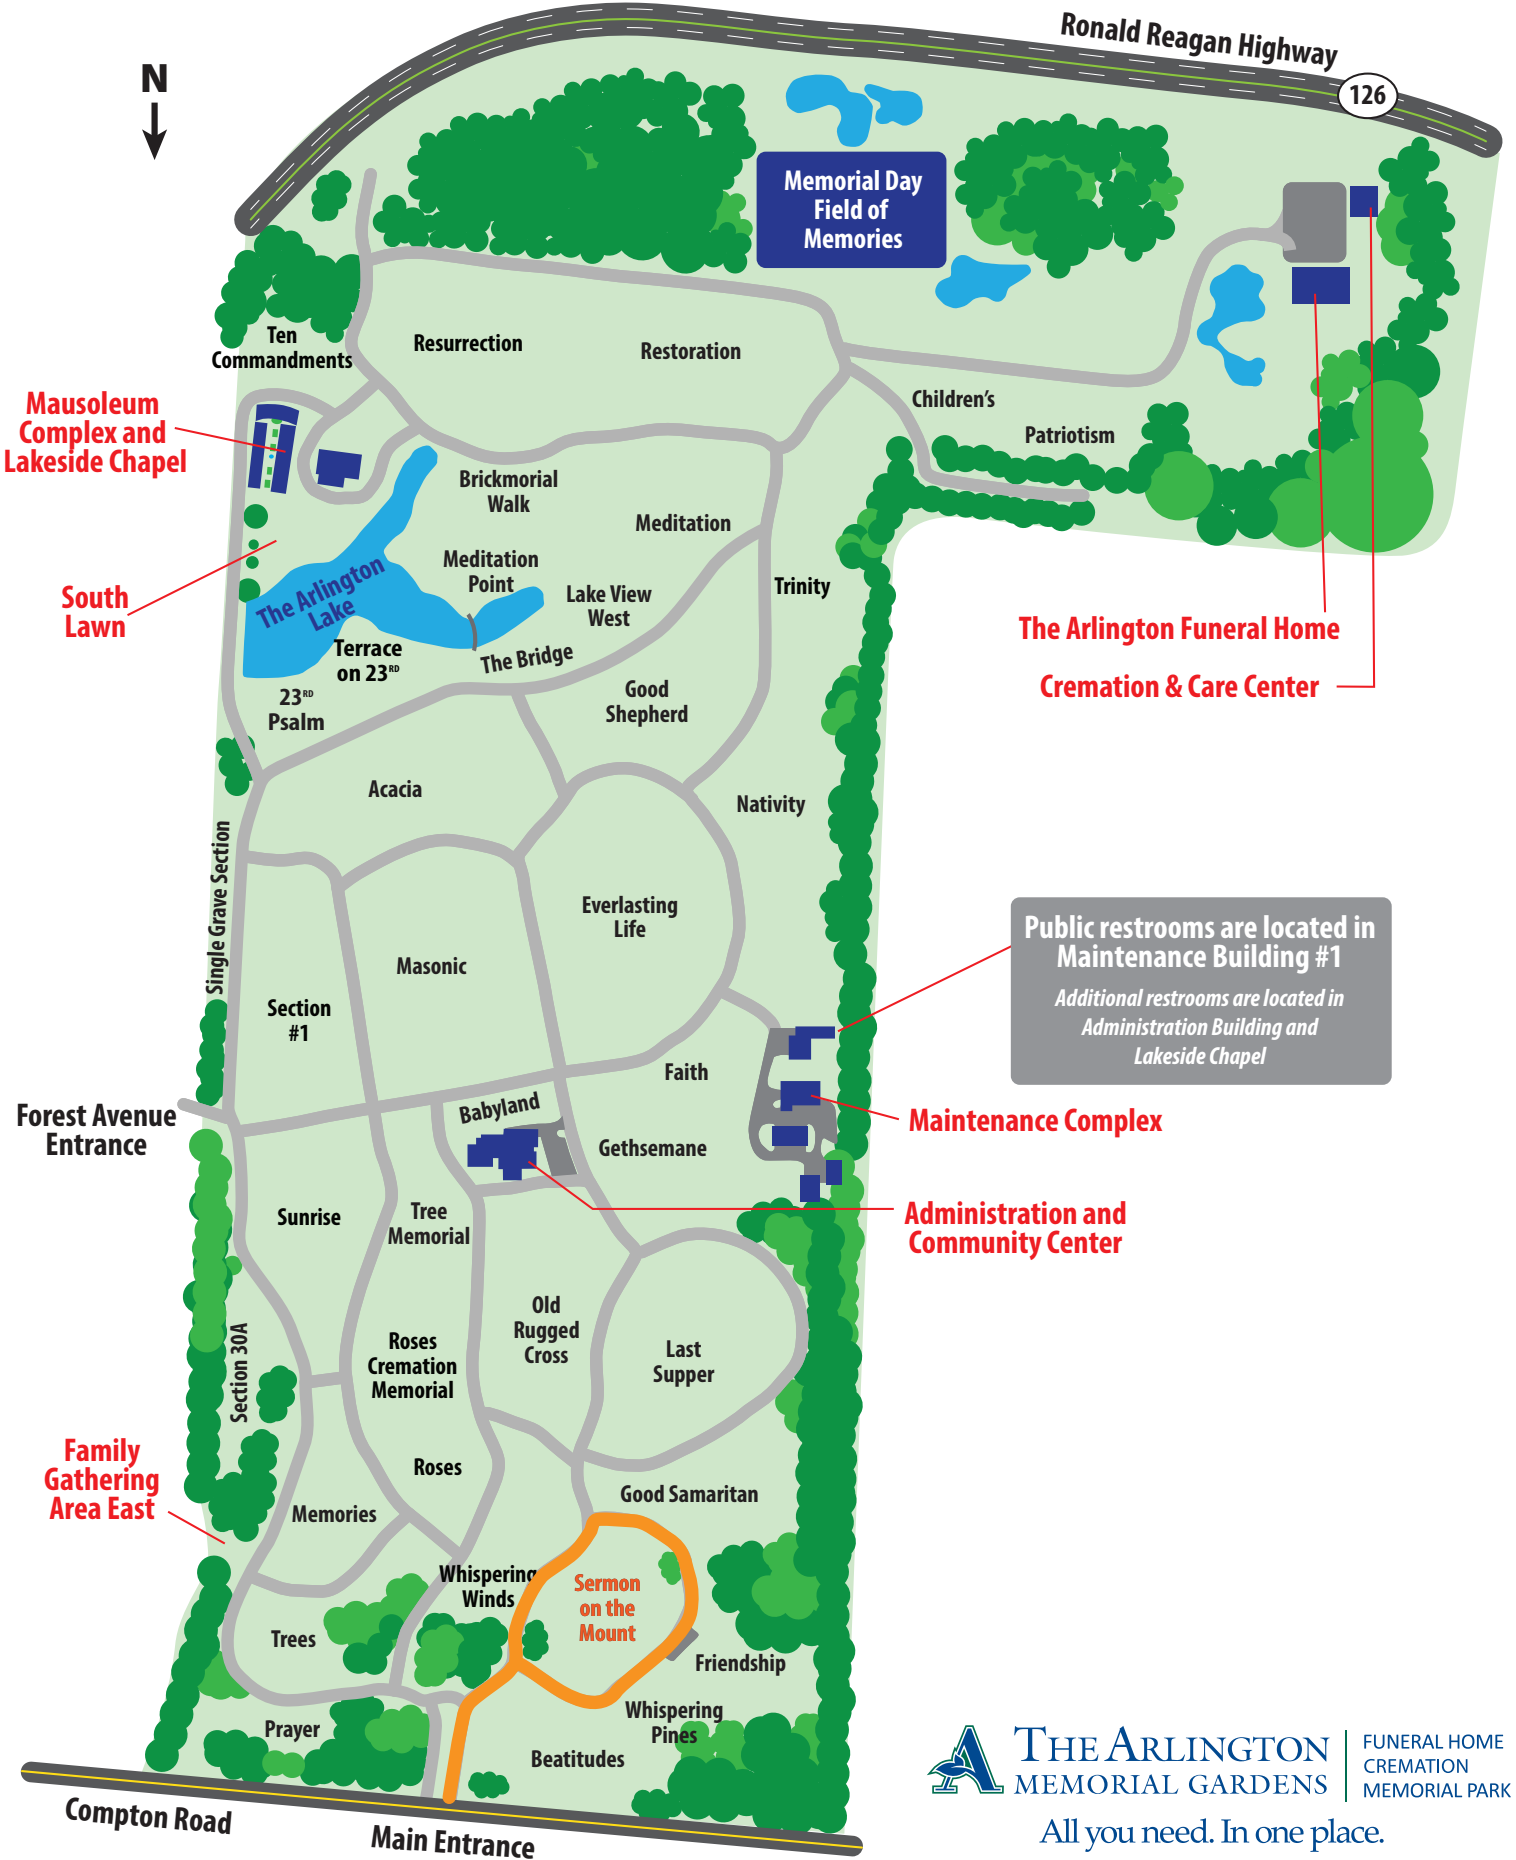 Ronald Reagan Highway
126
N
Memorial Day
Field of
Memories
Ten
Commandments
Resurrection
Restoration
Children's
Patriotism
Mausoleum
Complex and
Lakeside Chapel
Brickmorial
Walk
Meditation
Meditation
Point
The Arlington
Lake
Lake View
West
Trinity
South
Lawn
Terrace
on 23RD
The Bridge
The Arlington Funeral Home
Cremation & Care Center
23RD
Psalm
Good
Shepherd
Acacia
Nativity
Single Grave Section
Everlasting
Life
Masonic
Section
#1
Public restrooms are located in
Maintenance Building #1
Additional restrooms are located in
Administration Building and
Lakeside Chapel
Faith
Babyland
Forest Avenue
Entrance
Maintenance Complex
Gethsemane
Sunrise
Tree
Memorial
Administration and
Community Center
Section 30A
Old
Rugged
Cross
Roses
Cremation
Memorial
Last
Supper
Family
Gathering
Area East
Roses
Memories
Good Samaritan
Whispering
Winds
Sermon
on the
Mount
Trees
Friendship
Whispering
Pines
Prayer
Beatitudes
Compton Road
Main Entrance
A
THE ARLINGTON
MEMORIAL GARDENS
FUNERAL HOME
CREMATION
MEMORIAL PARK
All you need. In one place.